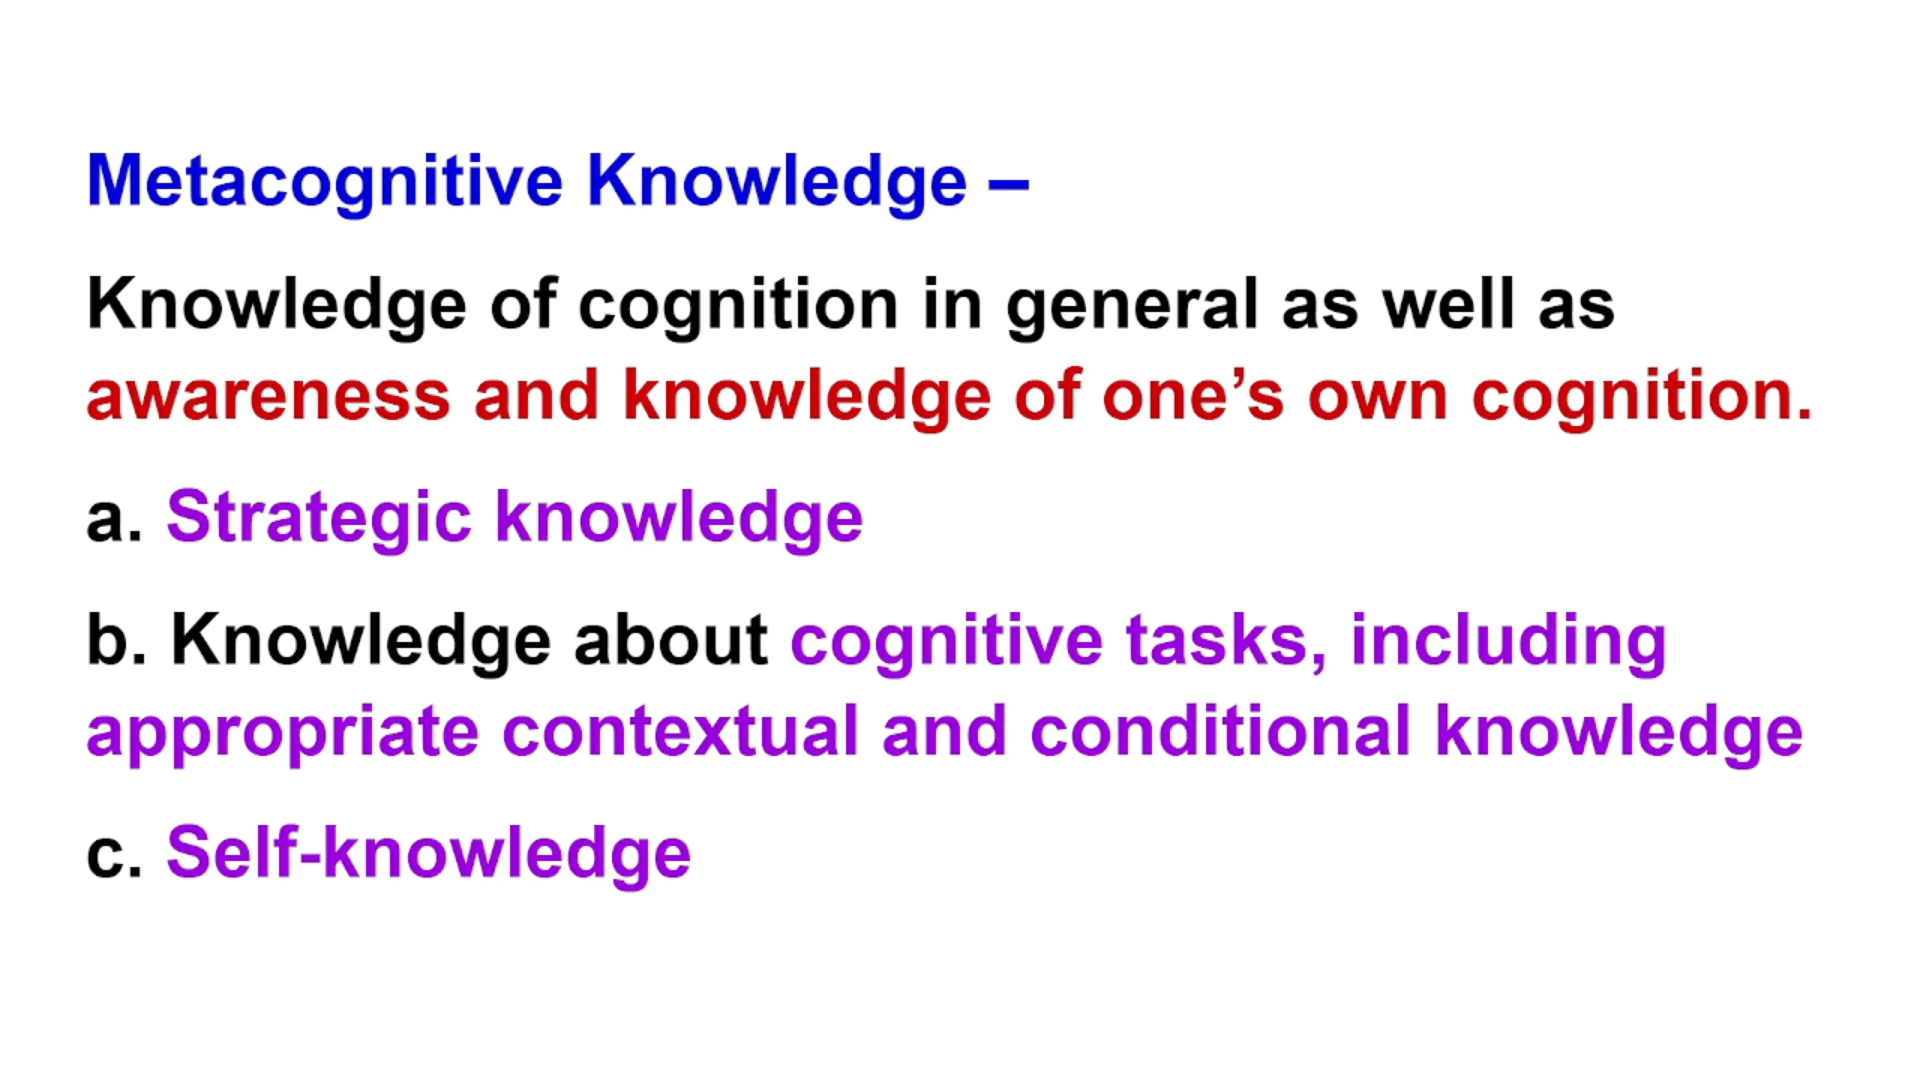 Metacognitive Knowledge –
Knowledge of cognition in general as well as
awareness and knowledge of one’s own cognition.
a. Strategic knowledge
b. Knowledge about cognitive tasks, including
appropriate contextual and conditional knowledge
c. Self-knowledge